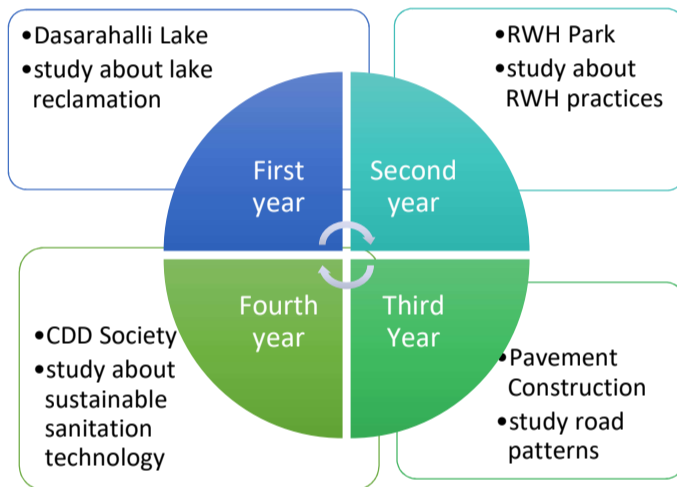 •Dasarahalli Lake
•study about lake
reclamation
•RWH Park
•study about
RWH practices
First
year
Second
year
Fourth
year
Third
Year
•CDD Society
•study about
sustainable
sanitation
technology
•Pavement
Construction
•study road
patterns